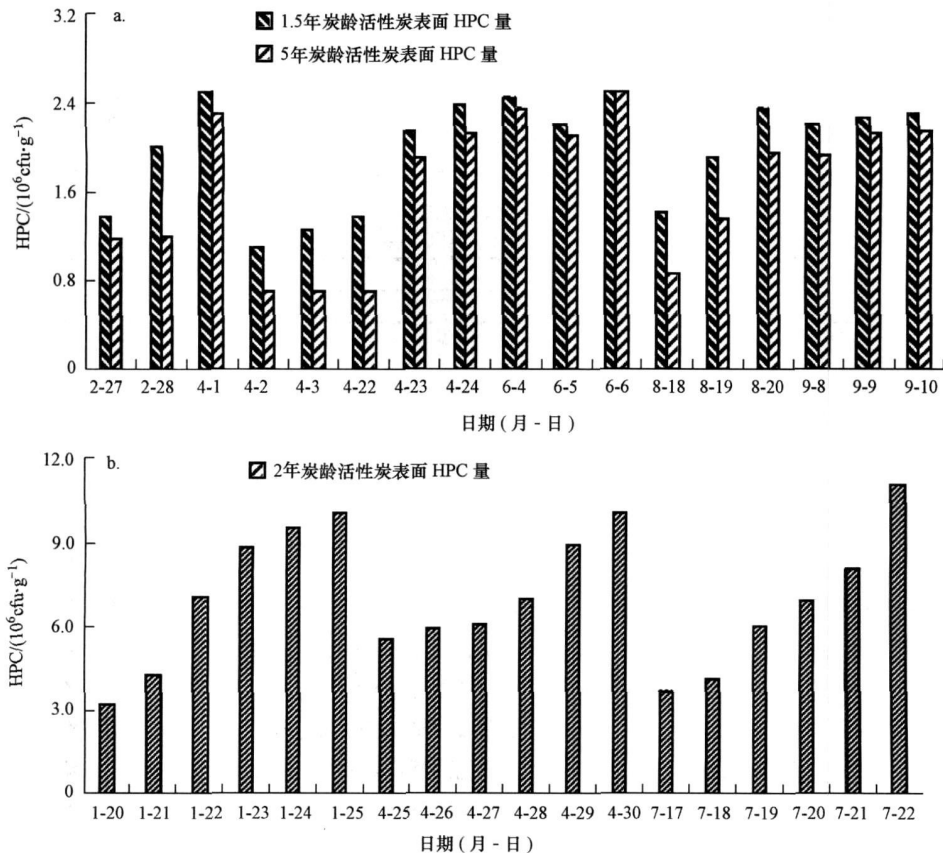 a.
1.5年炭龄活性炭表面 HPC 量
5年炭龄活性炭表面 HPC 量
HPC/(10⁶cfu·g⁻¹)
3.2
2.4
1.6
0.8
0
2-27 2-28 4-1 4-2 4-3 4-22 4-23 4-24 6-4 6-5 6-6 8-18 8-19 8-20 9-8 9-9 9-10
日期 ( 月 - 日 )
b.
2年炭龄活性炭表面 HPC 量
HPC/(10⁶cfu·g⁻¹)
12.0
9.0
6.0
3.0
0
1-20 1-21 1-22 1-23 1-24 1-25 4-25 4-26 4-27 4-28 4-29 4-30 7-17 7-18 7-19 7-20 7-21 7-22
日期 ( 月 - 日 )